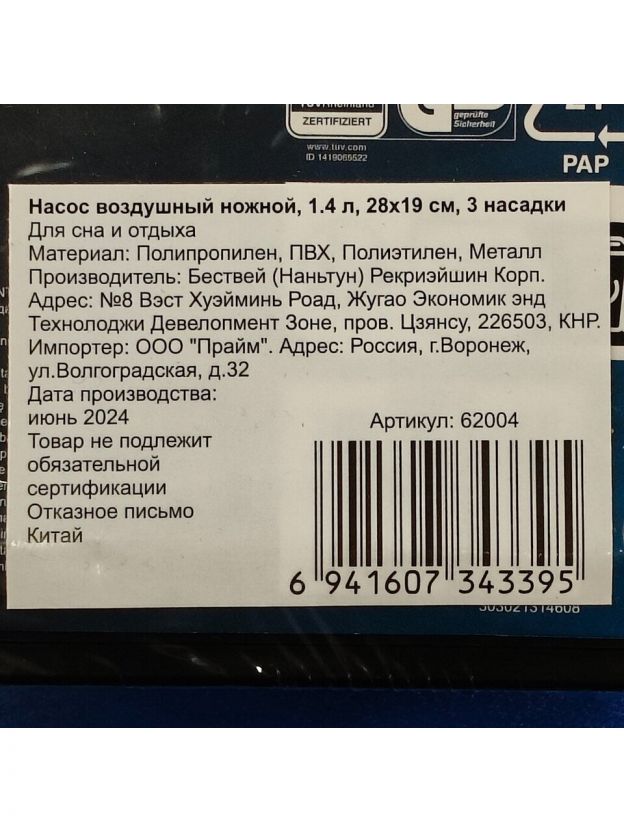 TÜVRheinland
ZERTIFIZIERT
geprüfte
Sicherheit
www.tuv.com
ID 1419065522
PAP
Насос воздушный ножной, 1.4 л, 28х19 см, 3 насадки
Для сна и отдыха
Материал: Полипропилен, ПВХ, Полиэтилен, Металл
Производитель: Бествей (Наньтун) Рекриэйшин Корп.
Адрес: №8 Вэст Хуэйминь Роад, Жугао Экономик энд
Технолоджи Девелопмент Зоне, пров. Цзянсу, 226503, КНР.
Импортер: ООО "Прайм". Адрес: Россия, г.Воронеж,
ул.Волгоградская, д.32
Дата производства:
июнь 2024
Артикул: 62004
Товар не подлежит
обязательной
сертификации
Отказное письмо
Китай
6 941607 343395
303021314608